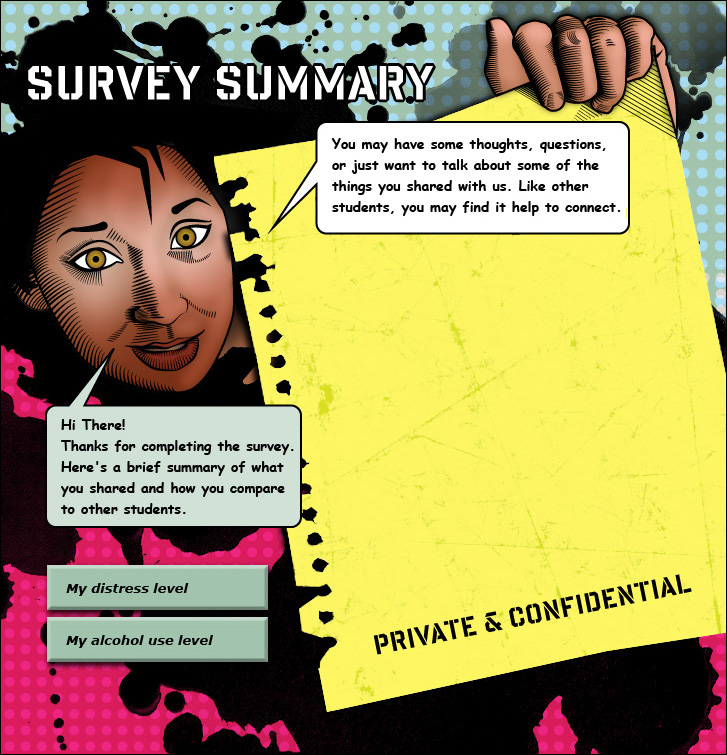 SURVEY SUMMARY
You may have some thoughts, questions,
or just want to talk about some of the
things you shared with us. Like other
students, you may find it help to connect.
Hi There!
Thanks for completing the survey.
Here's a brief summary of what
you shared and how you compare
to other students.
My distress level
My alcohol use level
PRIVATE & CONFIDENTIAL